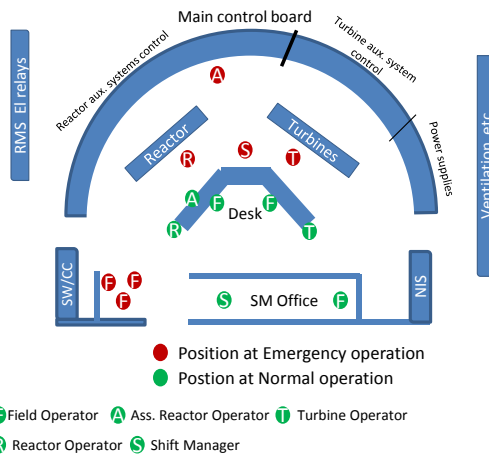 Main control board
Turbine aux. system
control
Reactor aux. systems control
Power supplies
RMS El relays
Ventilation, etc
Reactor
Turbines
A
R
S
T
A
F
F
Desk
R
T
SW/CC
F
F
F
S
SM Office
F
NIS
Position at Emergency operation
Postion at Normal operation
F Field Operator
A Ass. Reactor Operator
T Turbine Operator
R Reactor Operator
S Shift Manager